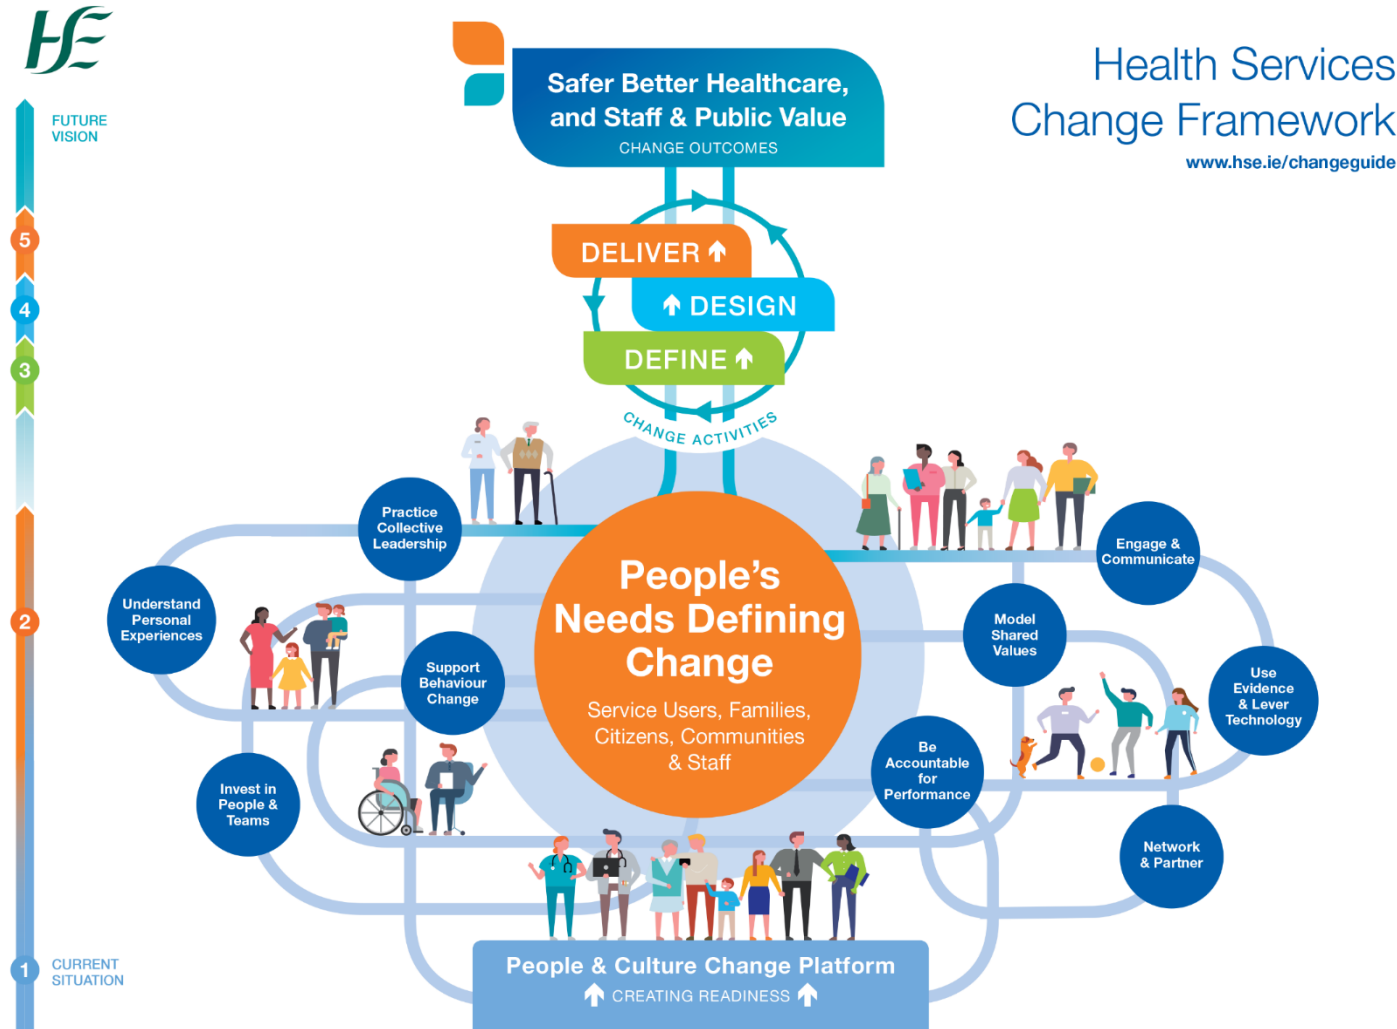 HSE
Health Services
Change Framework
www.hse.ie/changeguide
FUTURE
VISION
5
4
3
2
1
CURRENT
SITUATION
Safer Better Healthcare,
and Staff & Public Value
CHANGE OUTCOMES
DELIVER
DESIGN
DEFINE
CHANGE ACTIVITIES
Practice
Collective
Leadership
Understand
Personal
Experiences
Support
Behaviour
Change
Invest in
People &
Teams
People's
Needs Defining
Change
Service Users, Families,
Citizens, Communities
& Staff
Engage &
Communicate
Model
Shared
Values
Use
Evidence
& Lever
Technology
Be
Accountable
for
Performance
Network
& Partner
People & Culture Change Platform
CREATING READINESS